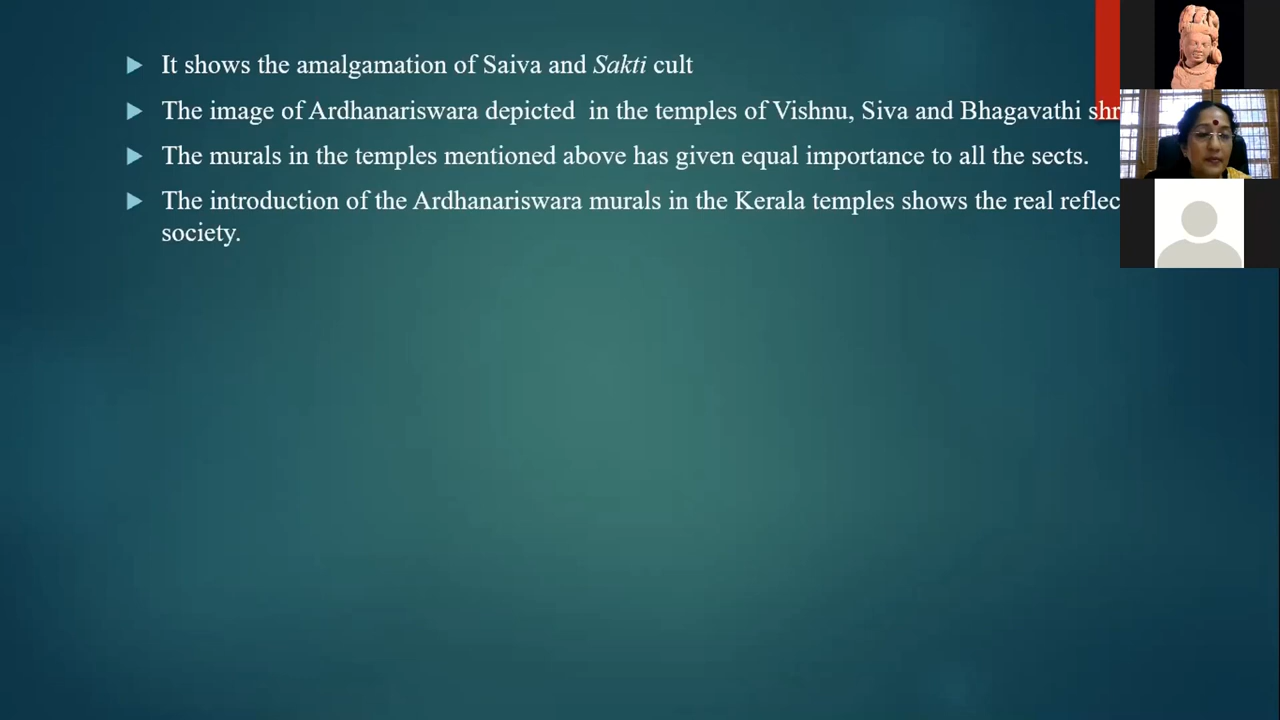 It shows the amalgamation of Saiva and Sakti cult
The image of Ardhanariswara depicted in the temples of Vishnu, Siva and Bhagavathi
The murals in the temples mentioned above has given equal importance to all the sects.
The introduction of the Ardhanariswara murals in the Kerala temples shows the real
society.